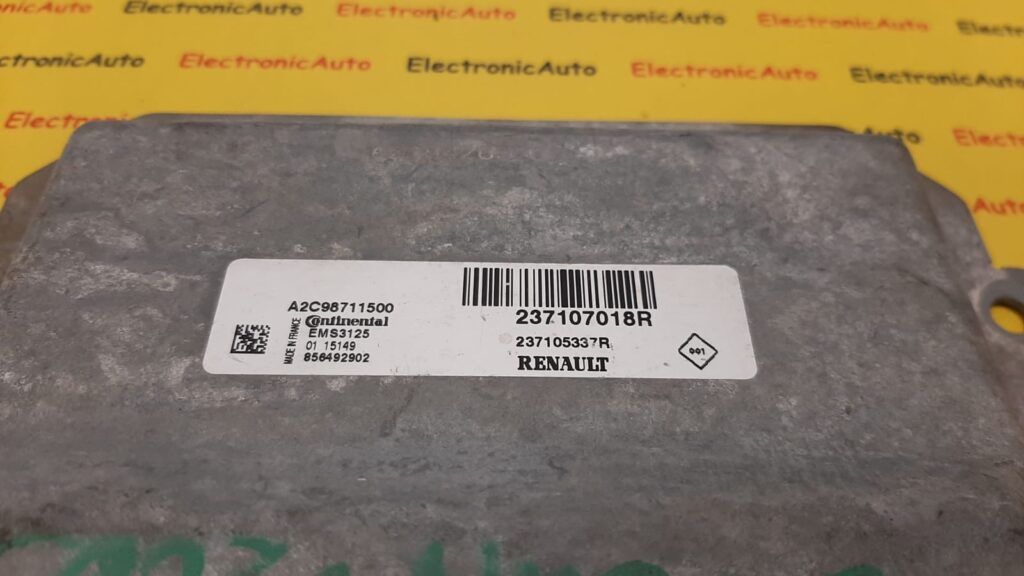 ElectronicAuto ElectronicAuto ElectronicAuto
ElectronicAuto ElectronicAuto ElectronicAuto ElectronicAuto
A2C98711500
Continental
EMS3125
01 15149
856492902
MADE IN FRANCE
237107018R
237105337R
RENAULT
001